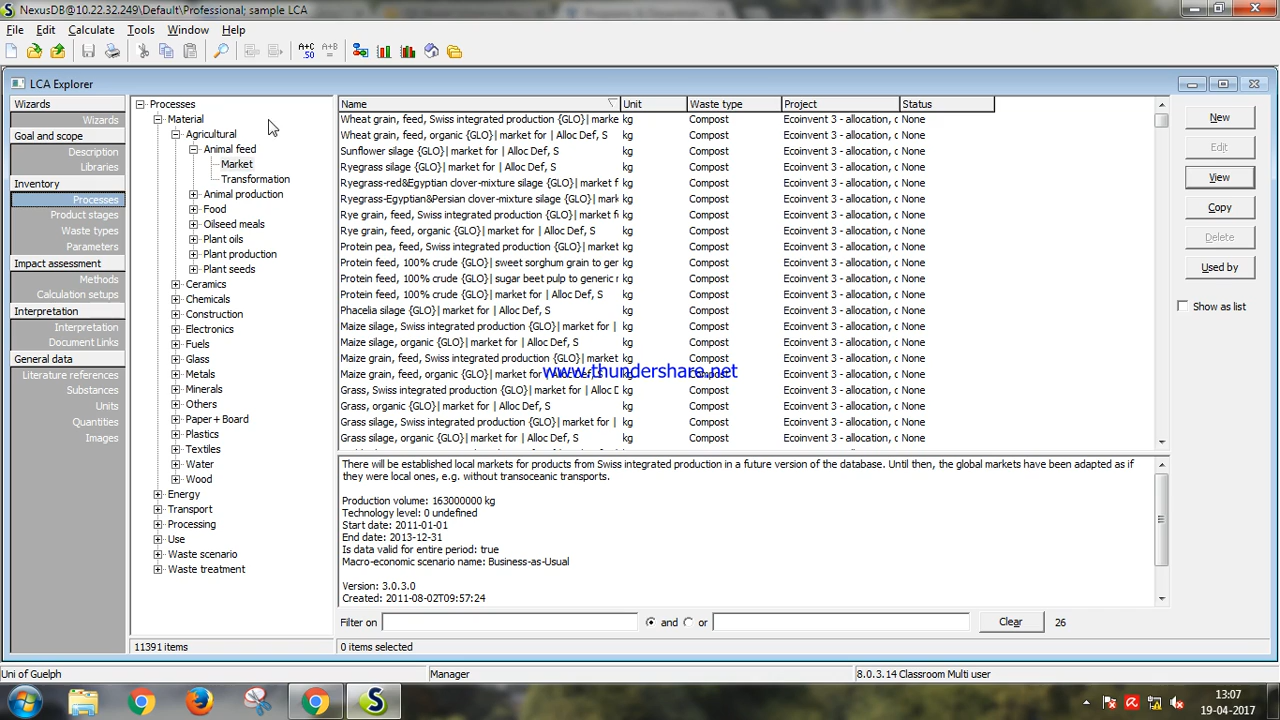 NexusDB@10.22.32.249\Default\Professional; sample LCA
File Edit Calculate Tools Window Help
A+C .50 A+B =
LCA Explorer
Wizards
Wizards
Goal and scope
Description
Libraries
Inventory
Processes
Product stages
Waste types
Parameters
Impact assessment
Methods
Calculation setups
Interpretation
Interpretation
Document Links
General data
Literature references
Substances
Units
Quantities
Images
Processes
Material
Agricultural
Animal feed
Market
Transformation
Animal production
Food
Oilseed meals
Plant oils
Plant production
Plant seeds
Ceramics
Chemicals
Construction
Electronics
Fuels
Glass
Metals
Minerals
Others
Paper+Board
Plastics
Textiles
Water
Wood
Energy
Transport
Processing
Use
Waste scenario
Waste treatment
11391 items
Name Unit Waste type Project Status
Wheat grain, feed, Swiss integrated production {GLO}| marke kg Compost Ecoinvent 3 - allocation, c None
Wheat grain, feed, organic {GLO}| market for | Alloc Def, S kg Compost Ecoinvent 3 - allocation, c None
Sunflower silage {GLO}| market for | Alloc Def, S kg Compost Ecoinvent 3 - allocation, c None
Ryegrass silage {GLO}| market for | Alloc Def, S kg Compost Ecoinvent 3 - allocation, c None
Ryegrass-red&Egyptian clover-mixture silage {GLO}| market f kg Compost Ecoinvent 3 - allocation, c None
Ryegrass-Egyptian&Persian clover-mixture silage {GLO}| mar kg Compost Ecoinvent 3 - allocation, c None
Rye grain, feed, Swiss integrated production {GLO}| market fo kg Compost Ecoinvent 3 - allocation, c None
Rye grain, feed, organic {GLO}| market for | Alloc Def, S kg Compost Ecoinvent 3 - allocation, c None
Protein pea, feed, Swiss integrated production {GLO}| market kg Compost Ecoinvent 3 - allocation, c None
Protein feed, 100% crude {GLO}| sweet sorghum grain to ger kg Compost Ecoinvent 3 - allocation, c None
Protein feed, 100% crude {GLO}| sugar beet pulp to generic r kg Compost Ecoinvent 3 - allocation, c None
Protein feed, 100% crude {GLO}| market for | Alloc Def, S kg Compost Ecoinvent 3 - allocation, c None
Phacelia silage {GLO}| market for | Alloc Def, S kg Compost Ecoinvent 3 - allocation, c None
Maize silage, Swiss integrated production {GLO}| market for | kg Compost Ecoinvent 3 - allocation, c None
Maize silage, organic {GLO}| market for | Alloc Def, S kg Compost Ecoinvent 3 - allocation, c None
Maize grain, feed, Swiss integrated production {GLO}| market kg Compost Ecoinvent 3 - allocation, c None
Maize grain, feed, organic {GLO}| market for | Alloc Def, S kg Compost Ecoinvent 3 - allocation, c None
www.thundershare.net
Grass, Swiss integrated production {GLO}| market for | Alloc D kg Compost Ecoinvent 3 - allocation, c None
Grass, organic {GLO}| market for | Alloc Def, S kg Compost Ecoinvent 3 - allocation, c None
Grass silage, Swiss integrated production {GLO}| market for | kg Compost Ecoinvent 3 - allocation, c None
Grass silage, organic {GLO}| market for | Alloc Def, S kg Compost Ecoinvent 3 - allocation, c None
There will be established local markets for products from Swiss integrated production in a future version of the database. Until then, the global markets have been adapted as if
they were local ones, e.g. without transoceanic transports.
Production volume: 163000000 kg
Technology level: 0 undefined
Start date: 2011-01-01
End date: 2013-12-31
Is data valid for entire period: true
Macro-economic scenario name: Business-as-Usual
Version: 3.0.3.0
Created: 2011-08-02T09:57:24
Filter on and or Clear 26
0 items selected
New
Edit
View
Copy
Delete
Used by
Show as list
Uni of Guelph Manager 8.0.3.14 Classroom Multi user
S
13:07
19-04-2017